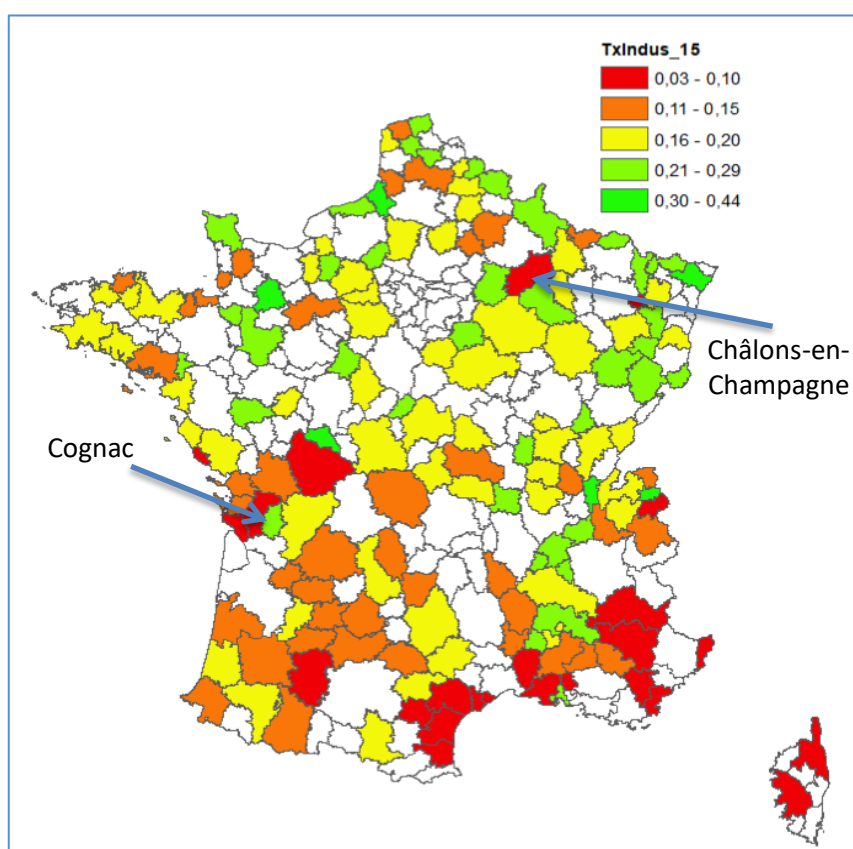 TxIndus_15
0,03 - 0,10
0,11 - 0,15
0,16 - 0,20
0,21 - 0,29
0,30 - 0,44
Châlons-en-
Champagne
Cognac